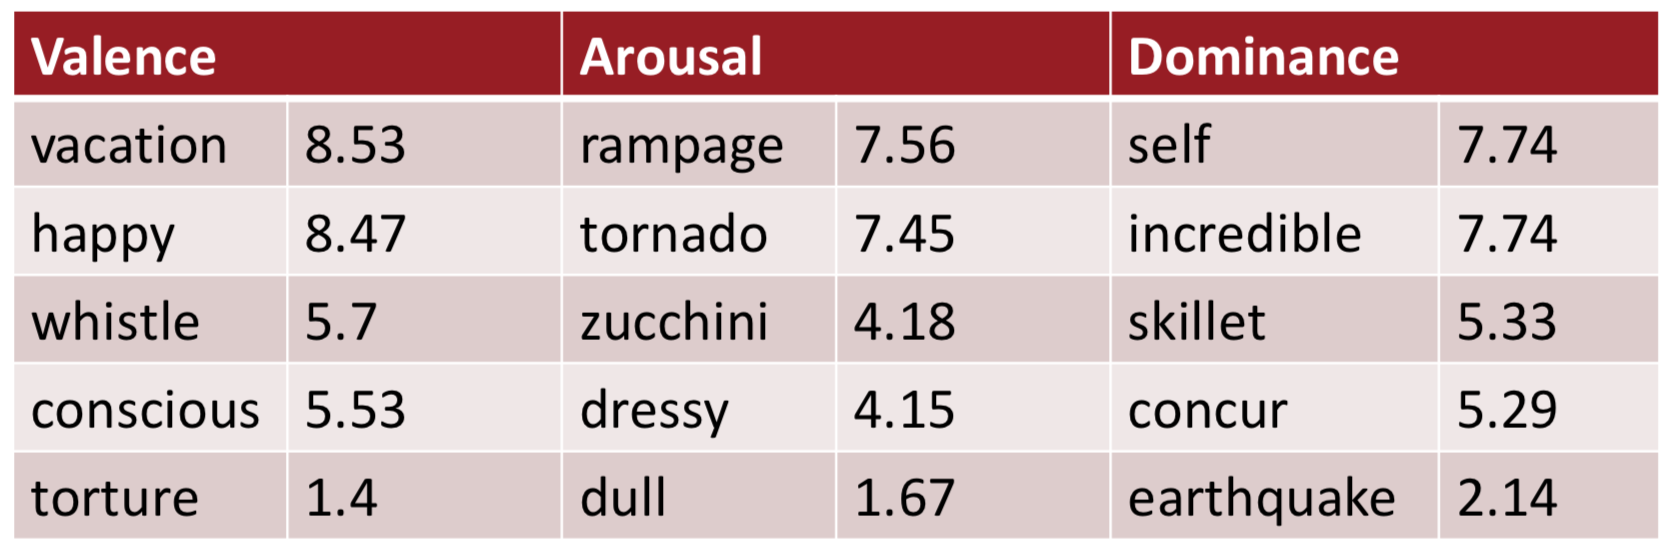 Valence Arousal Dominance
vacation 8.53 rampage 7.56 self 7.74
happy 8.47 tornado 7.45 incredible 7.74
whistle 5.7 zucchini 4.18 skillet 5.33
conscious 5.53 dressy 4.15 concur 5.29
torture 1.4 dull 1.67 earthquake 2.14